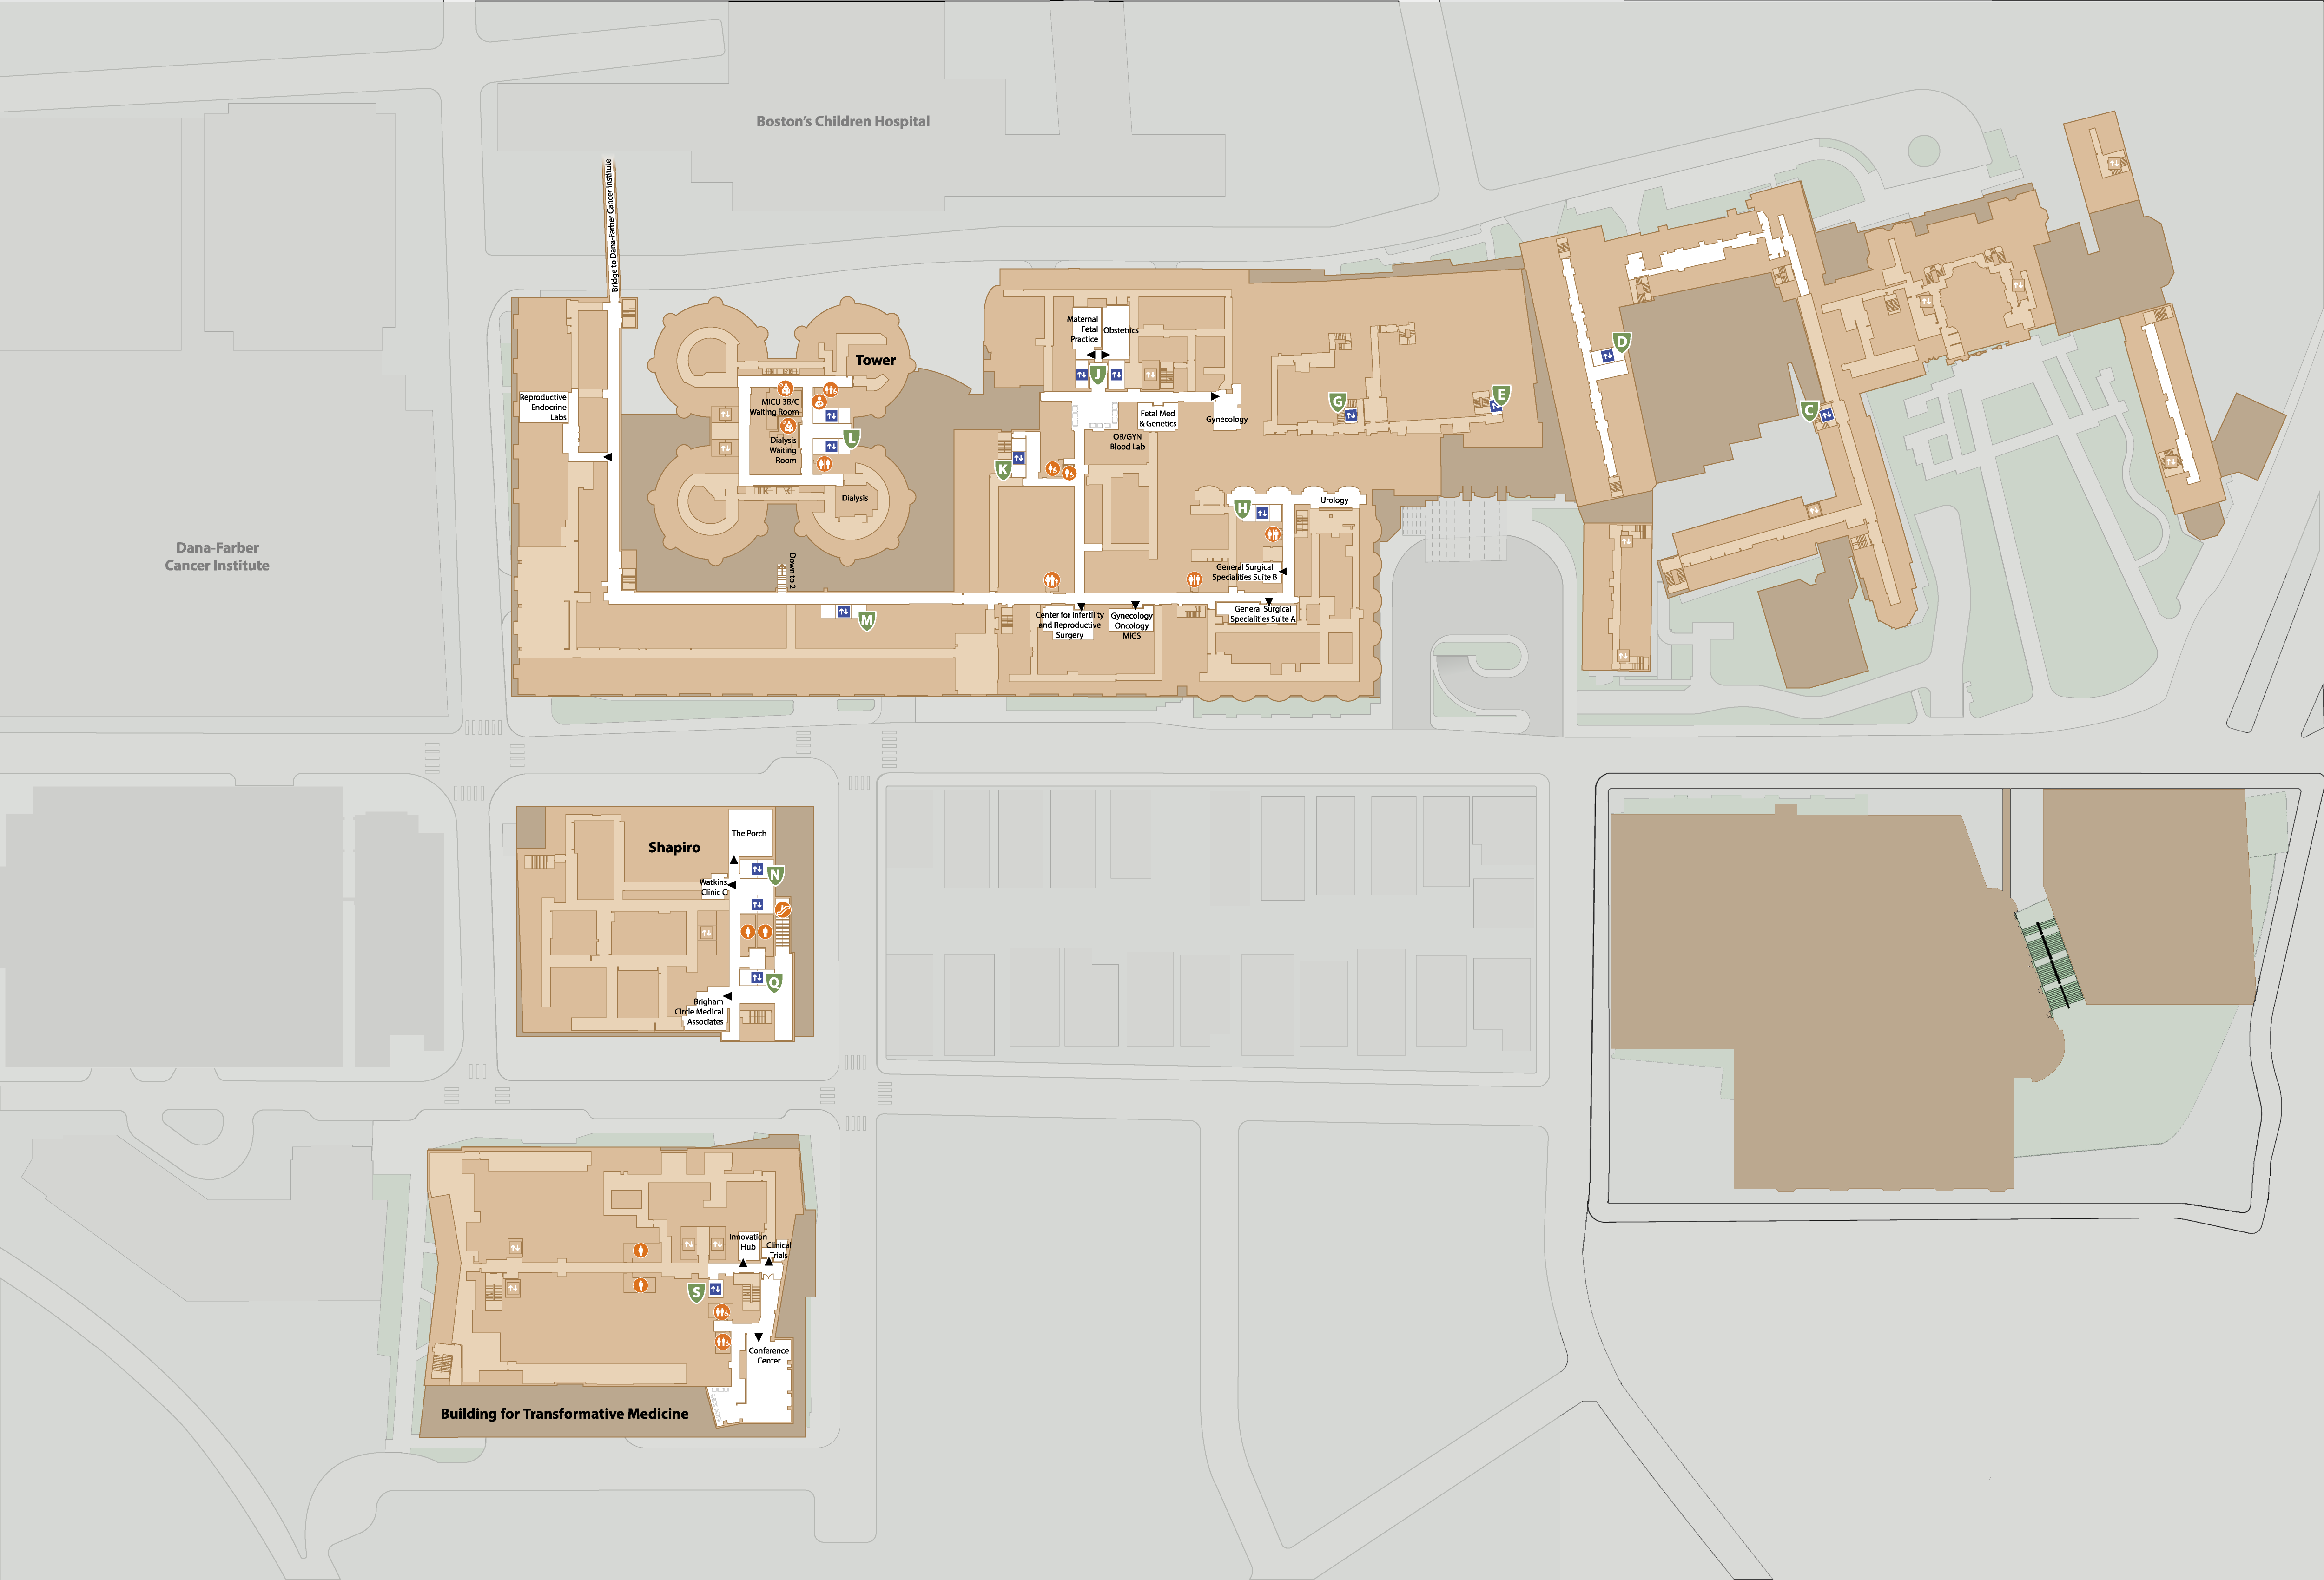 Boston's Children Hospital
Bridge to Dana-Farber Cancer Institute
Maternal
Fetal
Practice
Obstetrics
J
D
Tower
MICU 3B/C
Waiting Room
Reproductive
Endocrine
Labs
L
Dialysis
Waiting
Room
Dialysis
Fetal Med
& Genetics
Gynecology
OB/GYN
Blood Lab
G
E
C
K
H
Urology
Dana-Farber
Cancer Institute
Down to 2
M
General Surgical
Specialities Suite B
General Surgical
Specialities Suite A
Center for Infertility
and Reproductive
Surgery
Gynecology
Oncology
MIGS
The Porch
Shapiro
N
Watkins
Clinic C
Q
Brigham
Circle Medical
Associates
Innovation
Hub
Clinical
Trials
S
Conference
Center
Building for Transformative Medicine